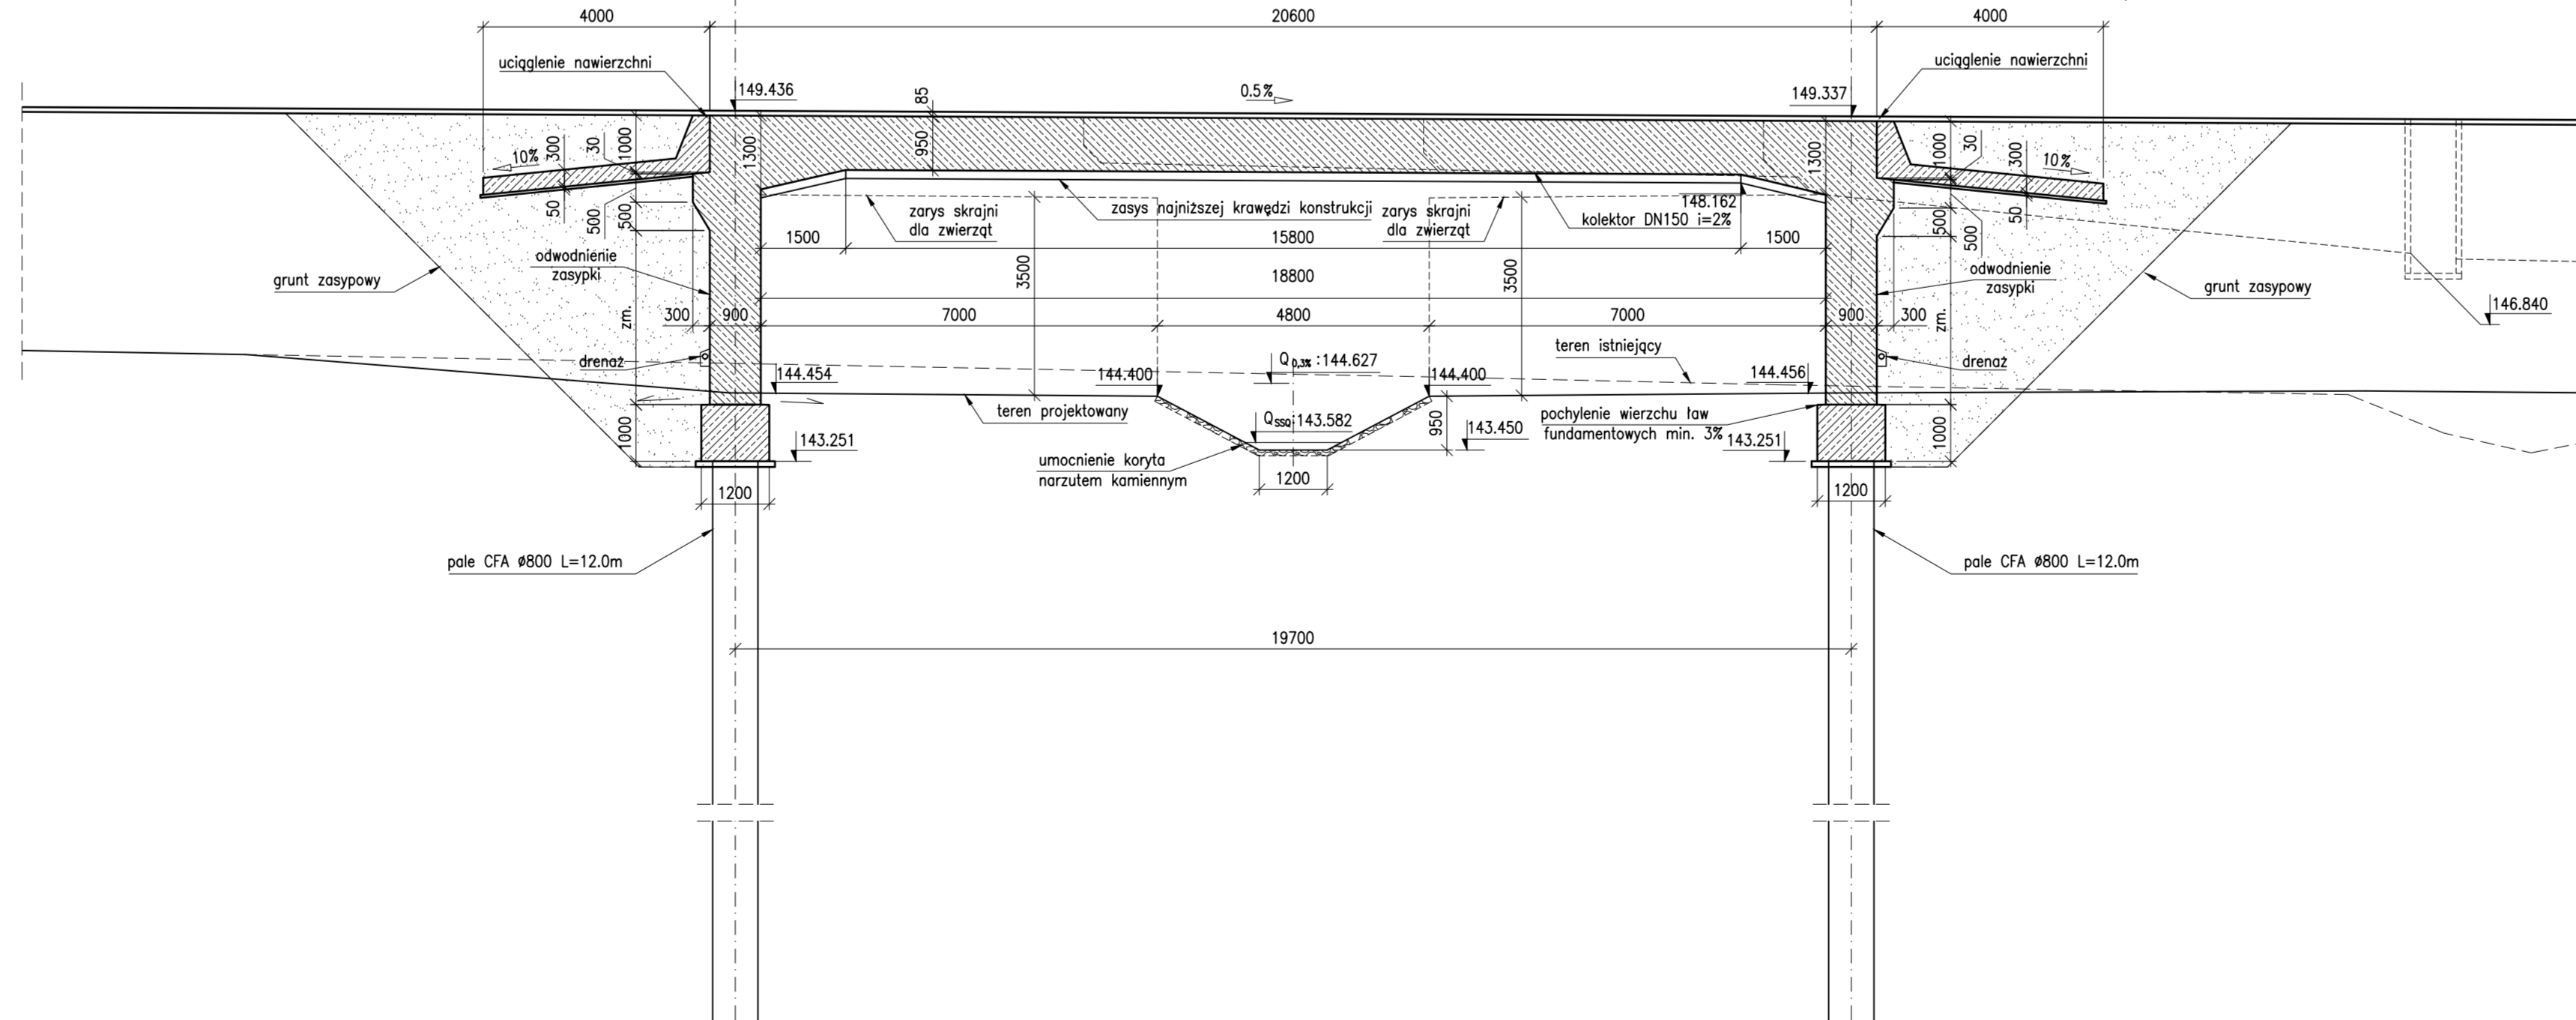 4000
20600
4000
uciąglenie nawierzchni
uciąglenie nawierzchni
149.436
85
0.5%
149.337
10%
300
30
1000
1300
950
1300
1000
30
300
10%
50
500
500
zarys skrajni
dla zwierząt
zasys najniższej krawędzi konstrukcji
zarys skrajni
dla zwierząt
148.162
kolektor DN150 i=2%
500
500
50
1500
15800
1500
odwodnienie
zasypki
3500
18800
3500
odwodnienie
zasypki
grunt zasypowy
grunt zasypowy
146.840
zm.
300
900
7000
4800
7000
900
300
zm.
drenaż
Q0,3% :144.627
teren istniejący
drenaż
144.454
144.400
144.400
144.456
teren projektowany
QSSQ:143.582
pochylenie wierzchu ław
fundamentowych min. 3%
1000
143.251
950
143.450
143.251
1000
umocnienie koryta
narzutem kamiennym
1200
1200
1200
pale CFA ø800 L=12.0m
pale CFA ø800 L=12.0m
19700